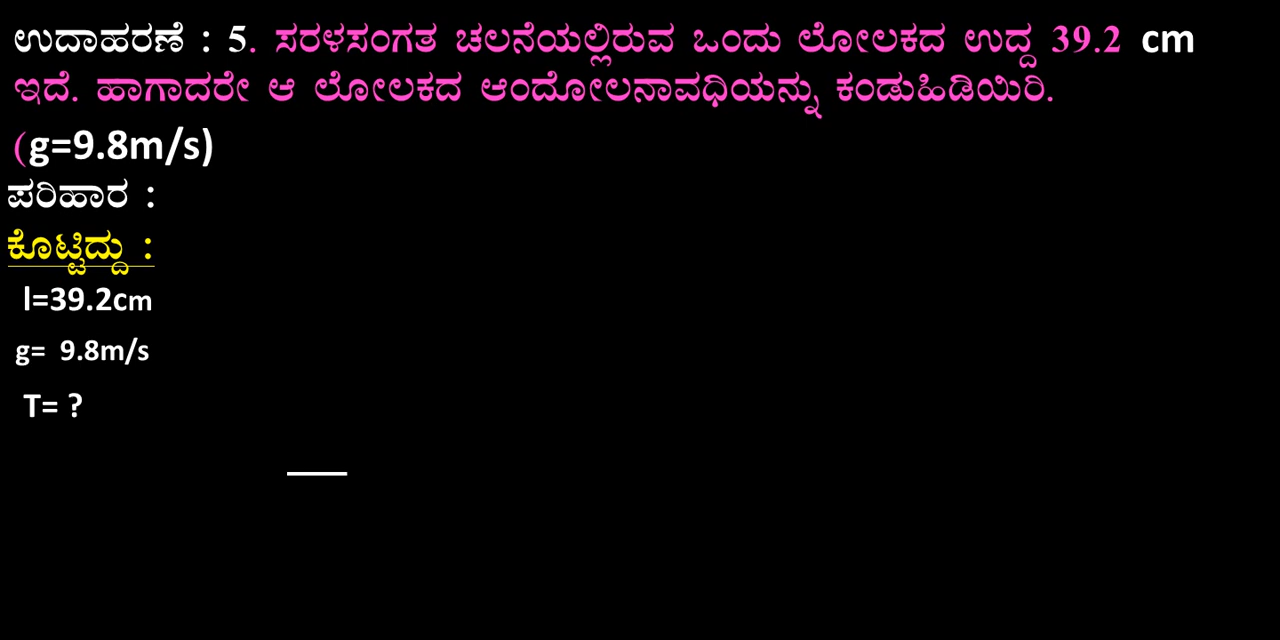 ಉದಾಹರಣೆ : 5. ಸರಳಸಂಗತ ಚಲನೆಯಲ್ಲಿರುವ ಒಂದು ಲೋಲಕದ ಉದ್ದ 39.2 cm
ಇದೆ. ಹಾಗಾದರೇ ಆ ಲೋಲಕದ ಆಂದೋಲನಾವಧಿಯನ್ನು ಕಂಡುಹಿಡಿಯಿರಿ.
(g=9.8m/s)
ಪರಿಹಾರ :
ಕೊಟ್ಟಿದ್ದು :
l=39.2cm
g= 9.8m/s
T= ?